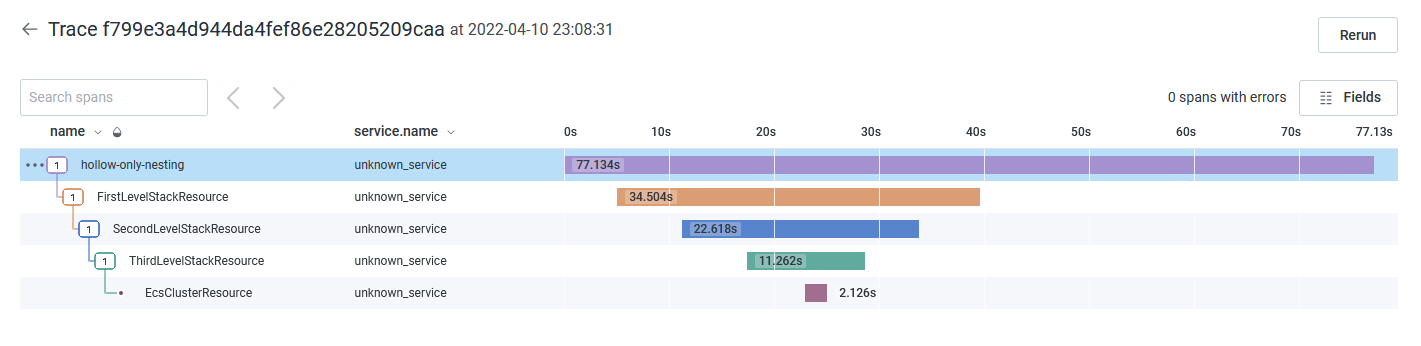 Trace f799e3a4d944da4fef86e28205209caa at 2022-04-10 23:08:31
Rerun
Search spans
0 spans with errors
Fields
name service.name 0s 10s 20s 30s 40s 50s 60s 70s 77.13s
1 hollow-only-nesting unknown_service 77.134s
1 FirstLevelStackResource unknown_service 34.504s
1 SecondLevelStackResource unknown_service 22.618s
1 ThirdLevelStackResource unknown_service 11.262s
EcsClusterResource unknown_service 2.126s